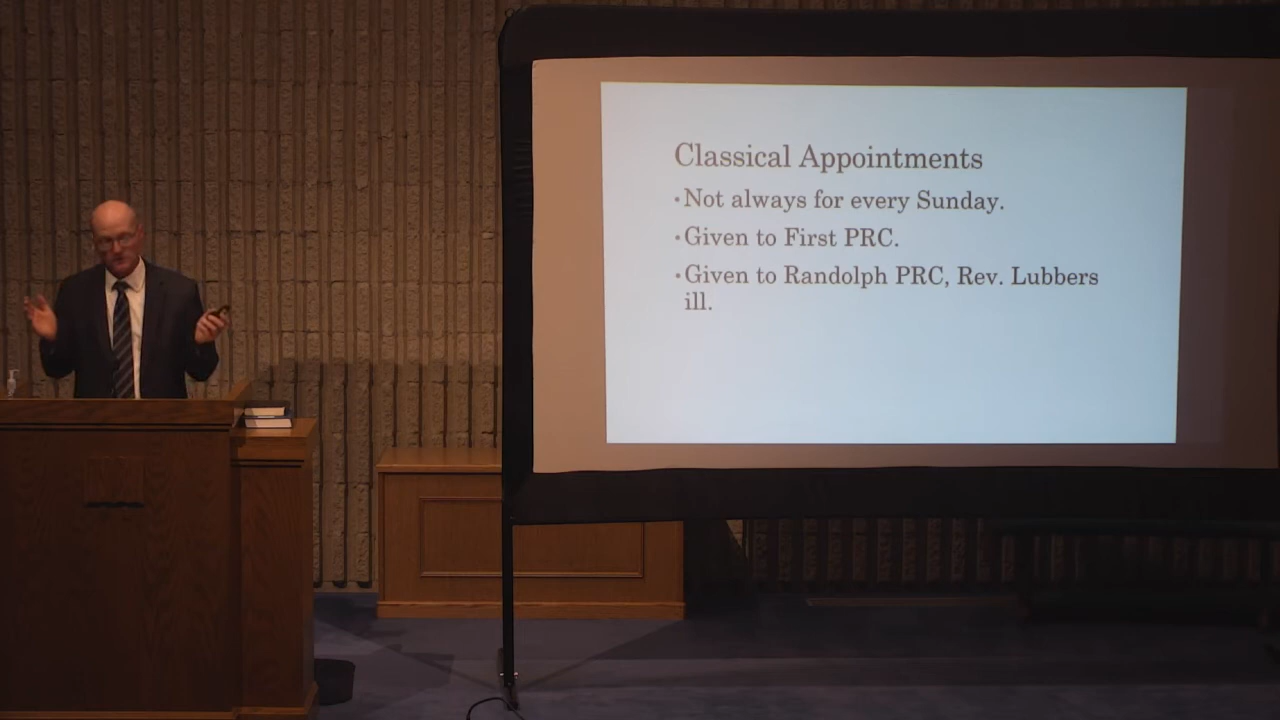 Classical Appointments
•Not always for every Sunday.
•Given to First PRC.
•Given to Randolph PRC, Rev. Lubbers
ill.